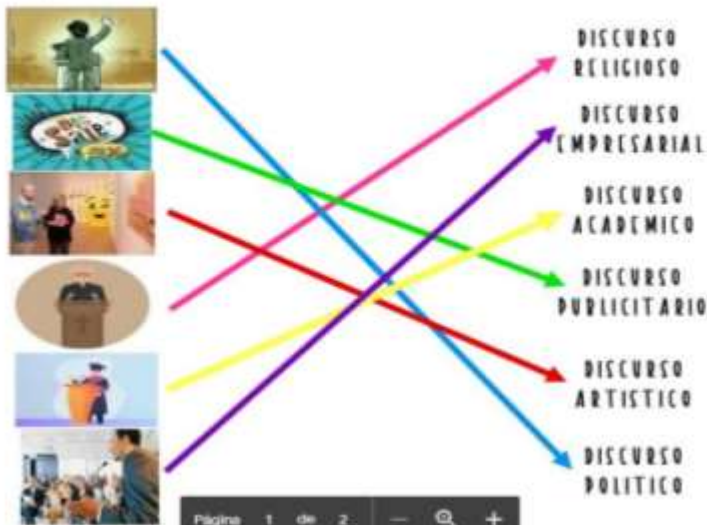 DISCURSO
RELIGIOSO
DISCURSO
EMPRESARIAL
DISCURSO
ACADEMICO
DISCURSO
PUBLICITARIO
DISCURSO
ARTISTICO
DISCURSO
POLITICO
Página 1 de 2